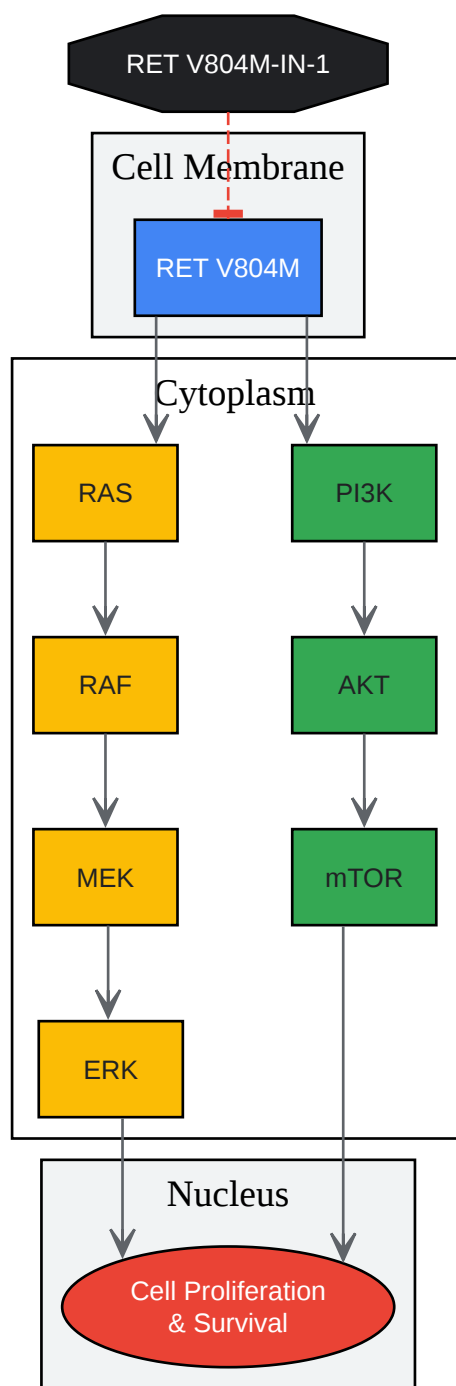 RET V804M-IN-1
Cell Membrane
RET V804M
Cytoplasm
RAS
PI3K
RAF
AKT
MEK
mTOR
ERK
Nucleus
Cell Proliferation
& Survival